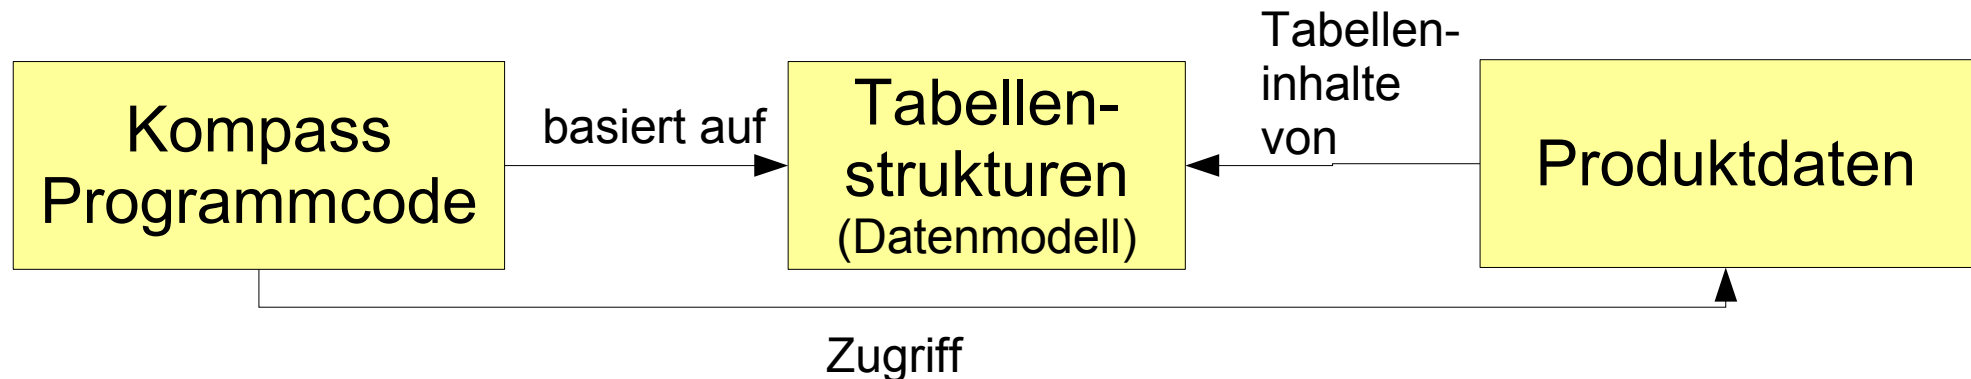 Kompass
Programmcode
basiert auf
Tabellen-
strukturen
(Datenmodell)
Tabellen-
inhalte
von
Produktdaten
Zugriff